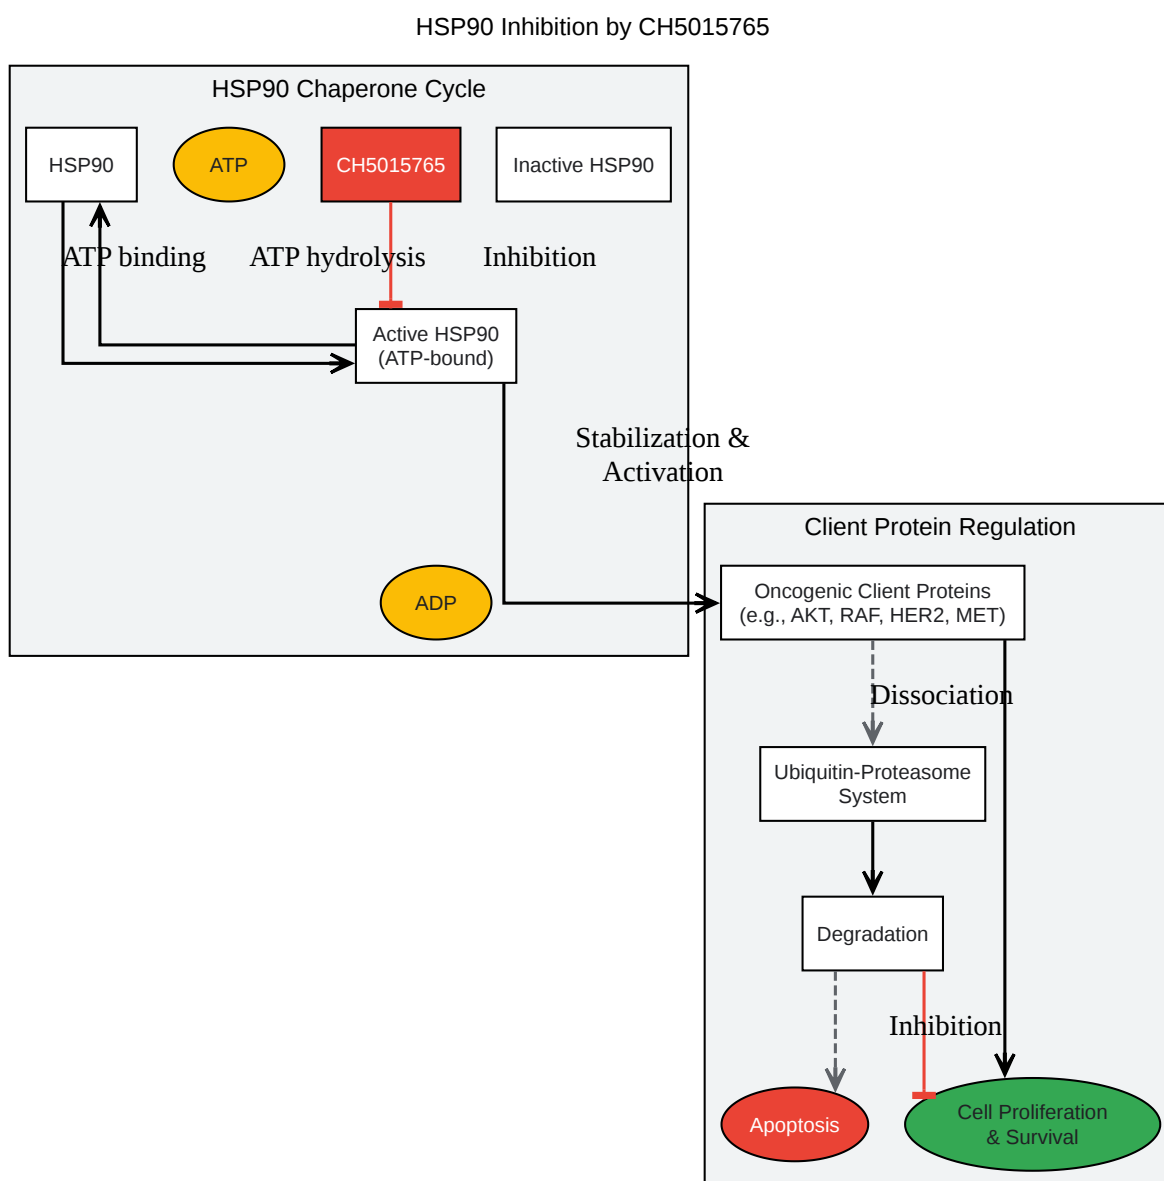 HSP90 Inhibition by CH5015765
HSP90 Chaperone Cycle
HSP90
ATP
CH5015765
Inactive HSP90
ATP binding
ATP hydrolysis
Inhibition
Active HSP90
(ATP-bound)
Stabilization &
Activation
ADP
Client Protein Regulation
Oncogenic Client Proteins
(e.g., AKT, RAF, HER2, MET)
Dissociation
Ubiquitin-Proteasome
System
Degradation
Inhibition
Apoptosis
Cell Proliferation
& Survival